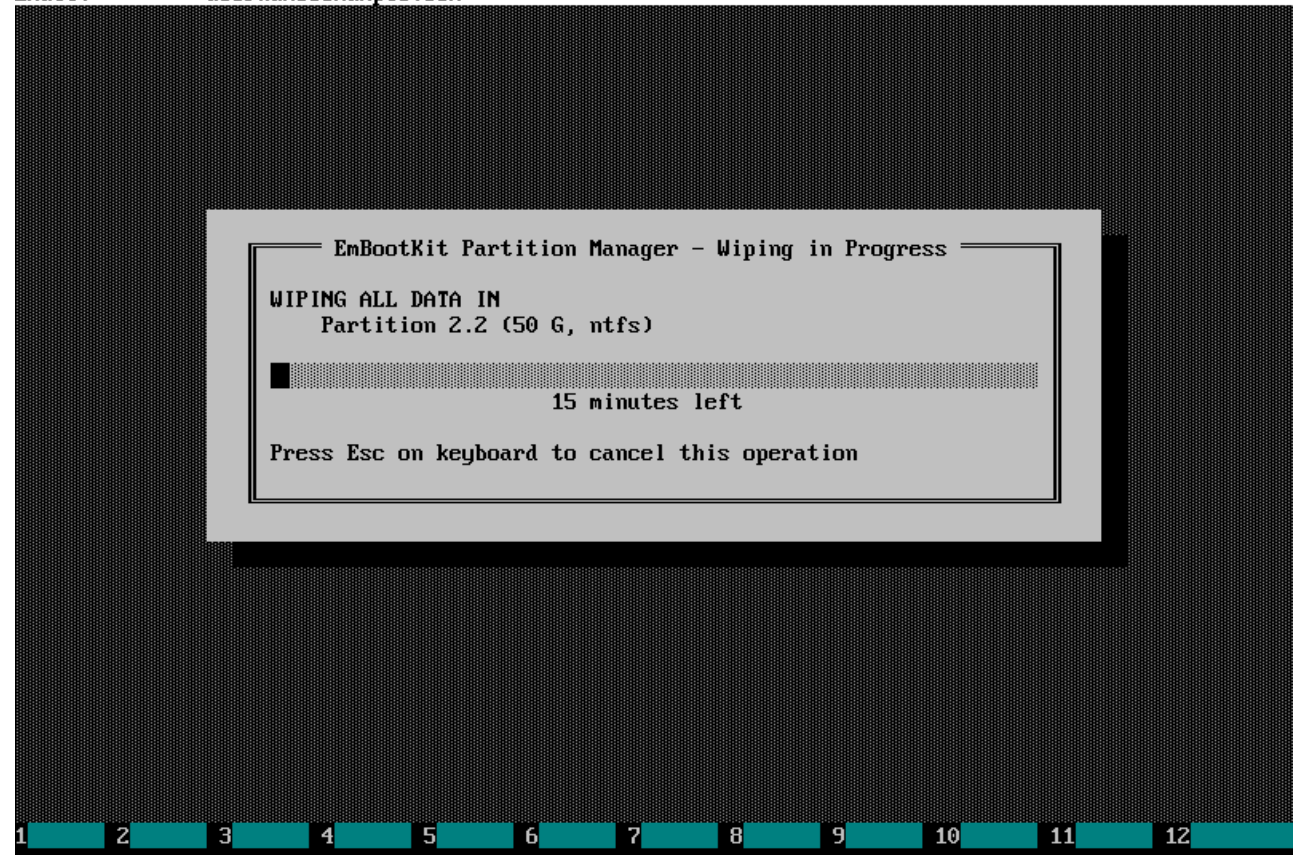 EmBootKit Partition Manager - Wiping in Progress
WIPING ALL DATA IN
Partition 2.2 (50 G, ntfs)
15 minutes left
Press Esc on keyboard to cancel this operation
1 2 3 4 5 6 7 8 9 10 11 12